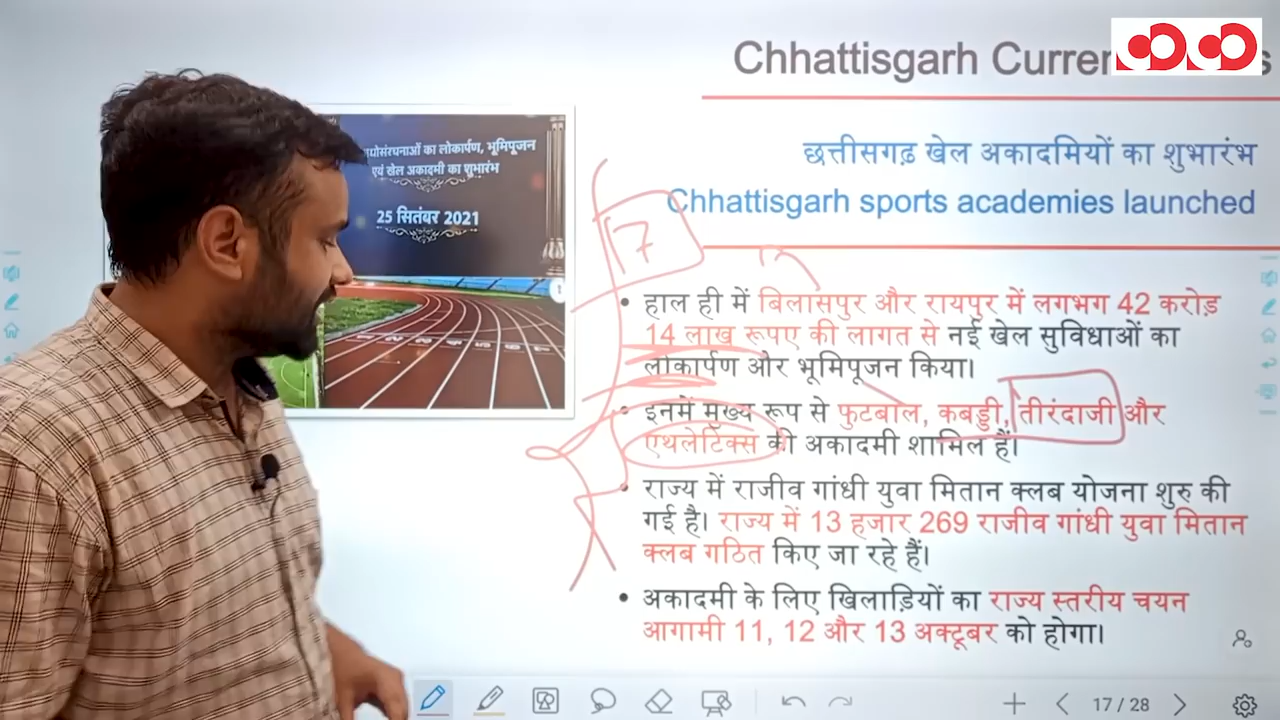 Chhattisgarh
छत्तीसगढ़ खेल अकादमियों का शुभारंभ
Chhattisgarh sports academies launched
का लोकार्पण, भूमिपूजन
एवं खेल अकादमी का शुभारंभ
25 सितंबर 2021
7
• हाल ही में बिलासपुर और रायपुर में लगभग 42 करोड़
14 लाख रूपए की लागत से नई खेल सुविधाओं का
लोकार्पण और भूमिपूजन किया।
• इनमें मुख्य रूप से फुटबाल, कबड्डी, तीरंदाजी और
एथलेटिक्स की अकादमी शामिल हैं।
• राज्य में राजीव गांधी युवा मितान क्लब योजना शुरु की
गई है। राज्य में 13 हजार 269 राजीव गांधी युवा मितान
क्लब गठित किए जा रहे हैं।
• अकादमी के लिए खिलाड़ियों का राज्य स्तरीय चयन
आगामी 11, 12 और 13 अक्टूबर को होगा।
17 / 28